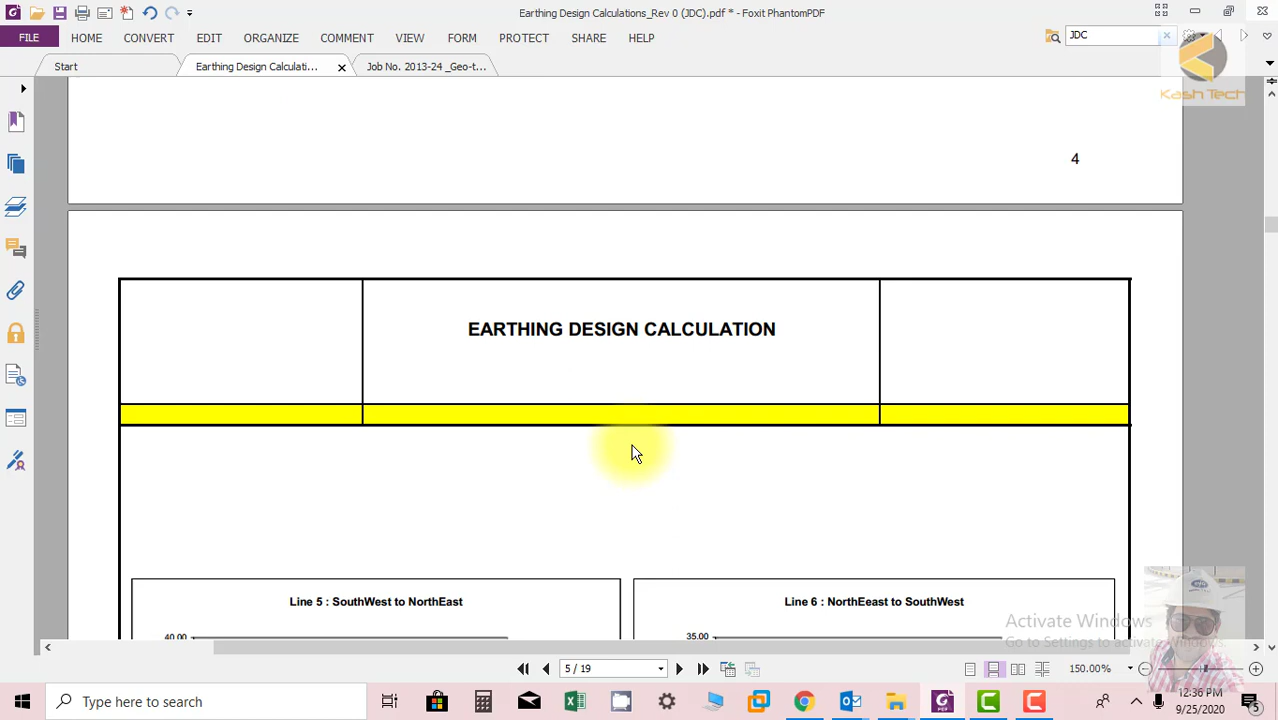 Earthing Design Calculations_Rev 0 (JDC).pdf * - Foxit PhantomPDF
FILE HOME CONVERT EDIT ORGANIZE COMMENT VIEW FORM PROTECT SHARE HELP
JDC
Start Earthing Design Calculati... Job No. 2013-24 _Geo-t...
Kash Tech
4
EARTHING DESIGN CALCULATION
Line 5 : SouthWest to NorthEast
Line 6 : NorthEeast to SouthWest
40.00
35.00
Activate Windows
Go to Settings to activate Windows.
5 / 19
150.00%
Type here to search
12:36 PM
9/25/2020
5